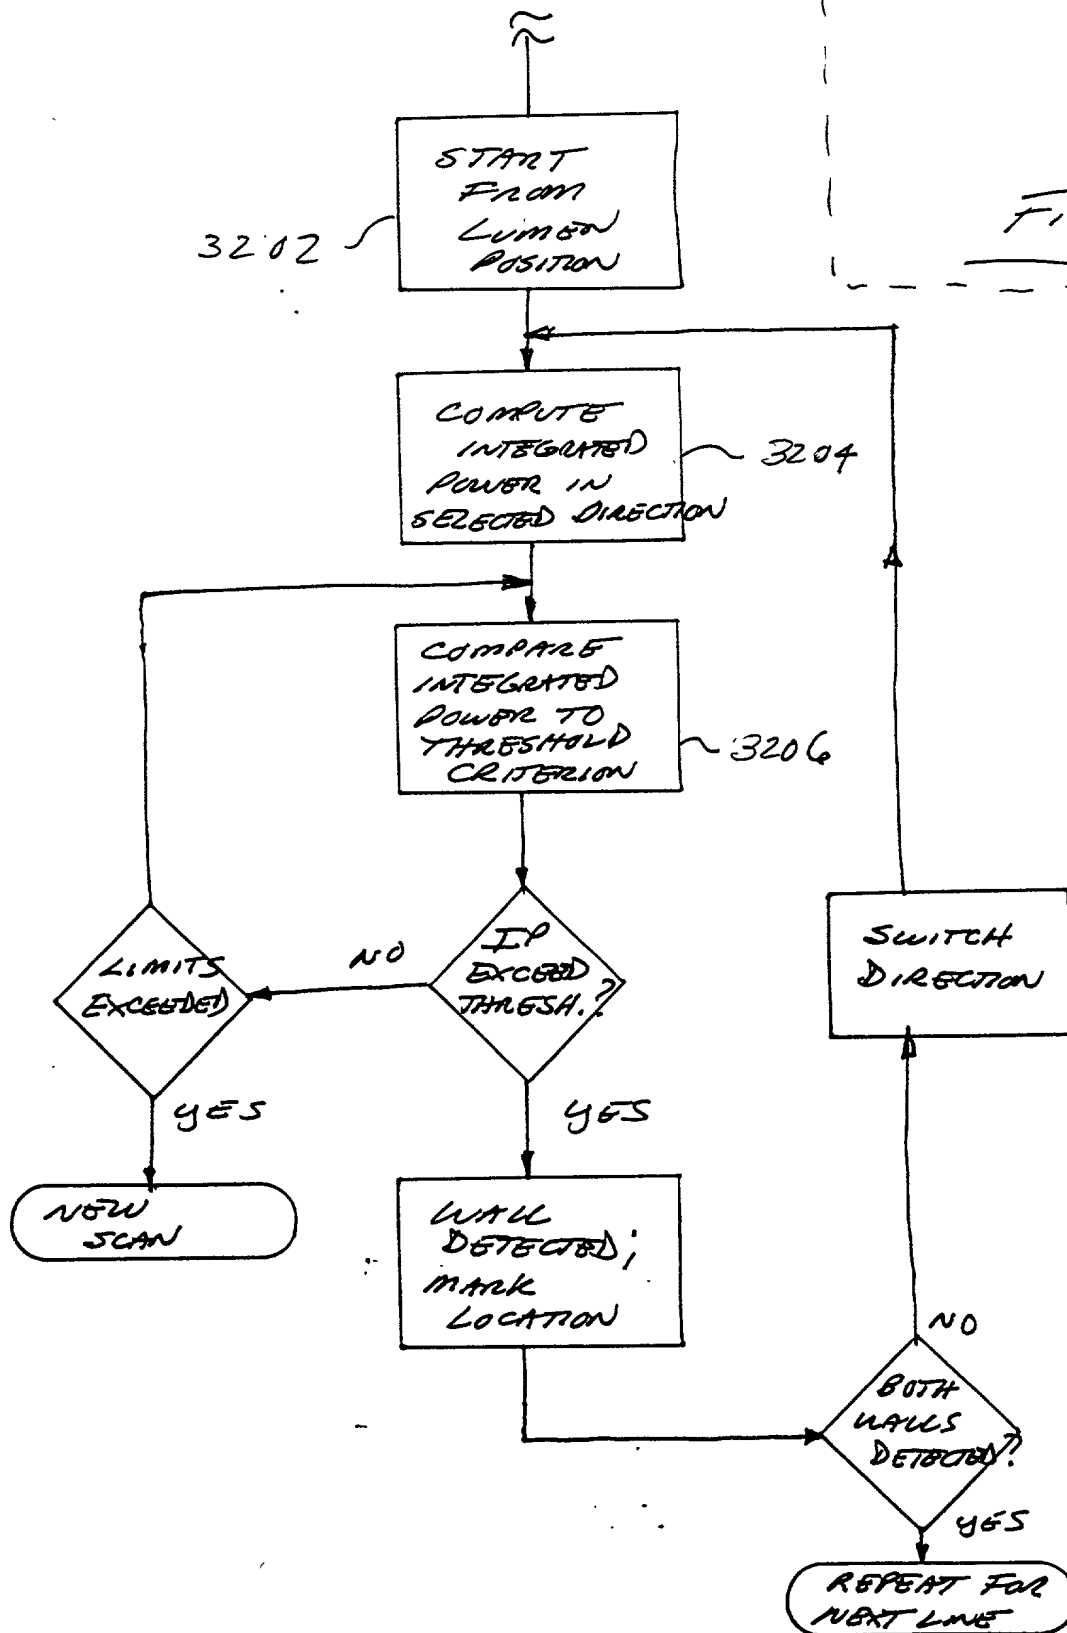 START
FROM
LUMEN
POSITION
3202
FI
COMPUTE
INTEGRATED
POWER IN
SELECTED DIRECTION
3204
COMPARE
INTEGRATED
POWER TO
THRESHOLD
CRITERION
3206
LIMITS
EXCEEDED
NO
IP
EXCEED
THRESH.?
SWITCH
DIRECTION
YES
YES
NEW
SCAN
WALL
DETECTED;
MARK
LOCATION
NO
BOTH
WALLS
DETECTED?
YES
REPEAT FOR
NEXT LINE